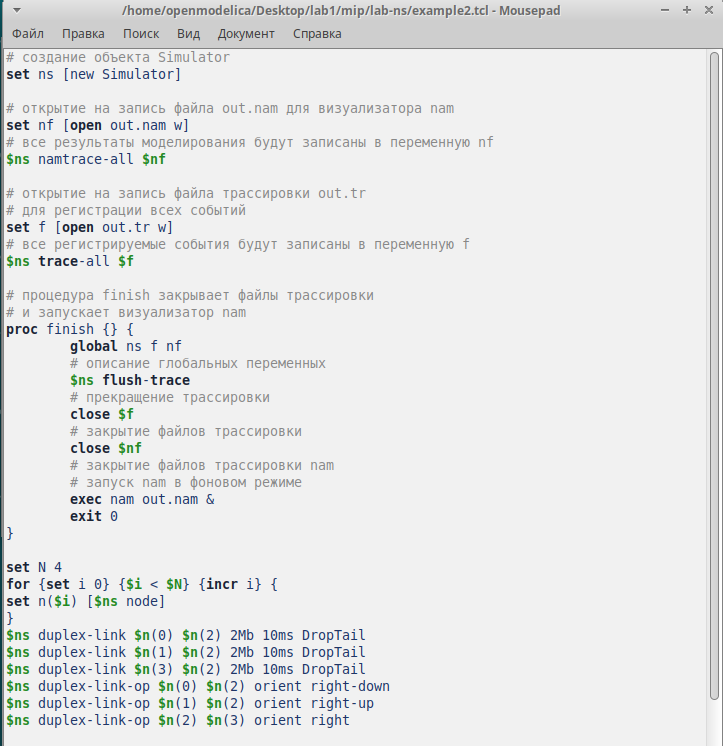 /home/openmodelica/Desktop/lab1/mip/lab-ns/example2.tcl - Mousepad
Файл Правка Поиск Вид Документ Справка
# создание объекта Simulator
set ns [new Simulator]
# открытие на запись файла out.nam для визуализатора nam
set nf [open out.nam w]
# все результаты моделирования будут записаны в переменную nf
$ns namtrace-all $nf
# открытие на запись файла трассировки out.tr
# для регистрации всех событий
set f [open out.tr w]
# все регистрируемые события будут записаны в переменную f
$ns trace-all $f
# процедура finish закрывает файлы трассировки
# и запускает визуализатор nam
proc finish {} {
global ns f nf
# описание глобальных переменных
$ns flush-trace
# прекращение трассировки
close $f
# закрытие файлов трассировки
close $nf
# закрытие файлов трассировки nam
# запуск nam в фоновом режиме
exec nam out.nam &
exit 0
}
set N 4
for {set i 0} {$i < $N} {incr i} {
set n($i) [$ns node]
}
$ns duplex-link $n(0) $n(2) 2Mb 10ms DropTail
$ns duplex-link $n(1) $n(2) 2Mb 10ms DropTail
$ns duplex-link $n(3) $n(2) 2Mb 10ms DropTail
$ns duplex-link-op $n(0) $n(2) orient right-down
$ns duplex-link-op $n(1) $n(2) orient right-up
$ns duplex-link-op $n(2) $n(3) orient right